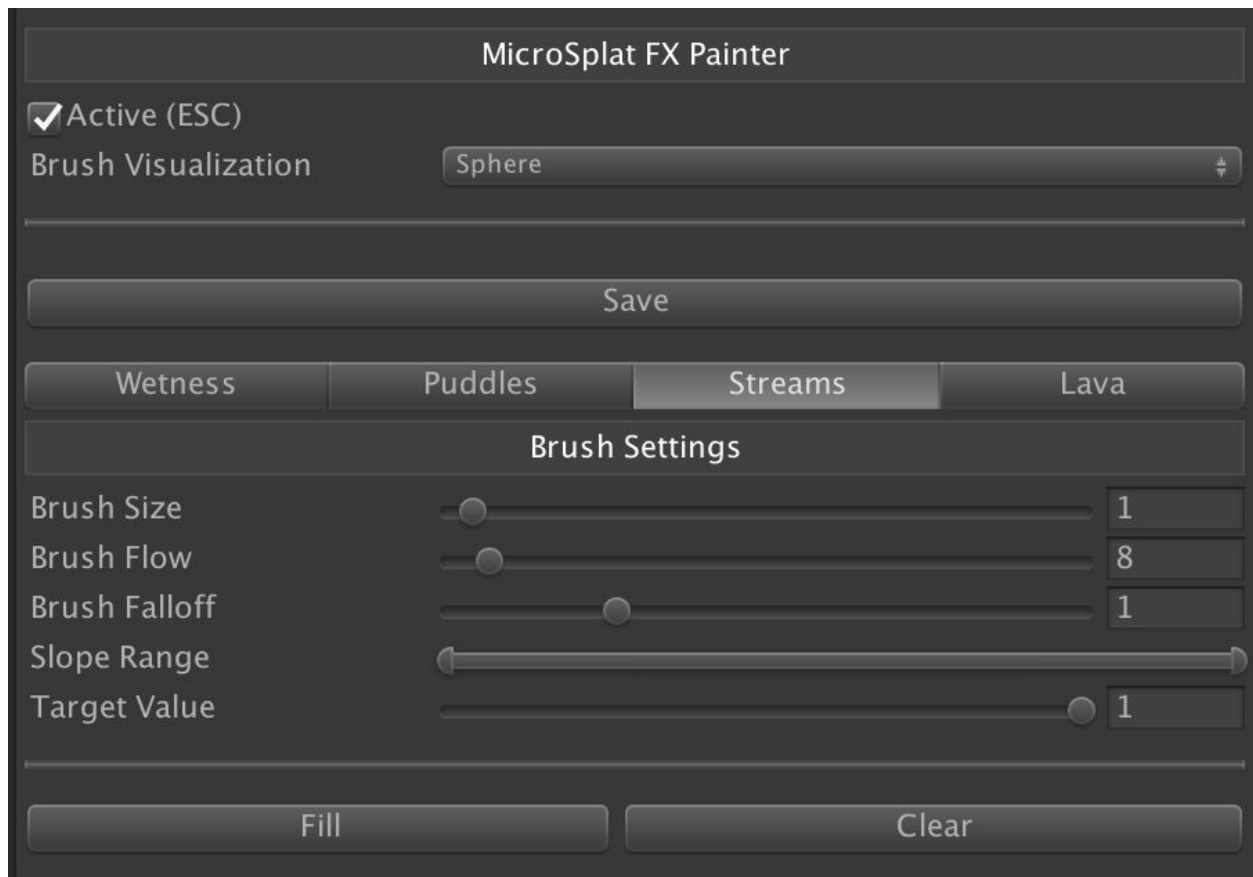 MicroSplat FX Painter
Active (ESC)
Brush Visualization Sphere
Save
Wetness Puddles Streams Lava
Brush Settings
Brush Size 1
Brush Flow 8
Brush Falloff 1
Slope Range
Target Value 1
Fill Clear